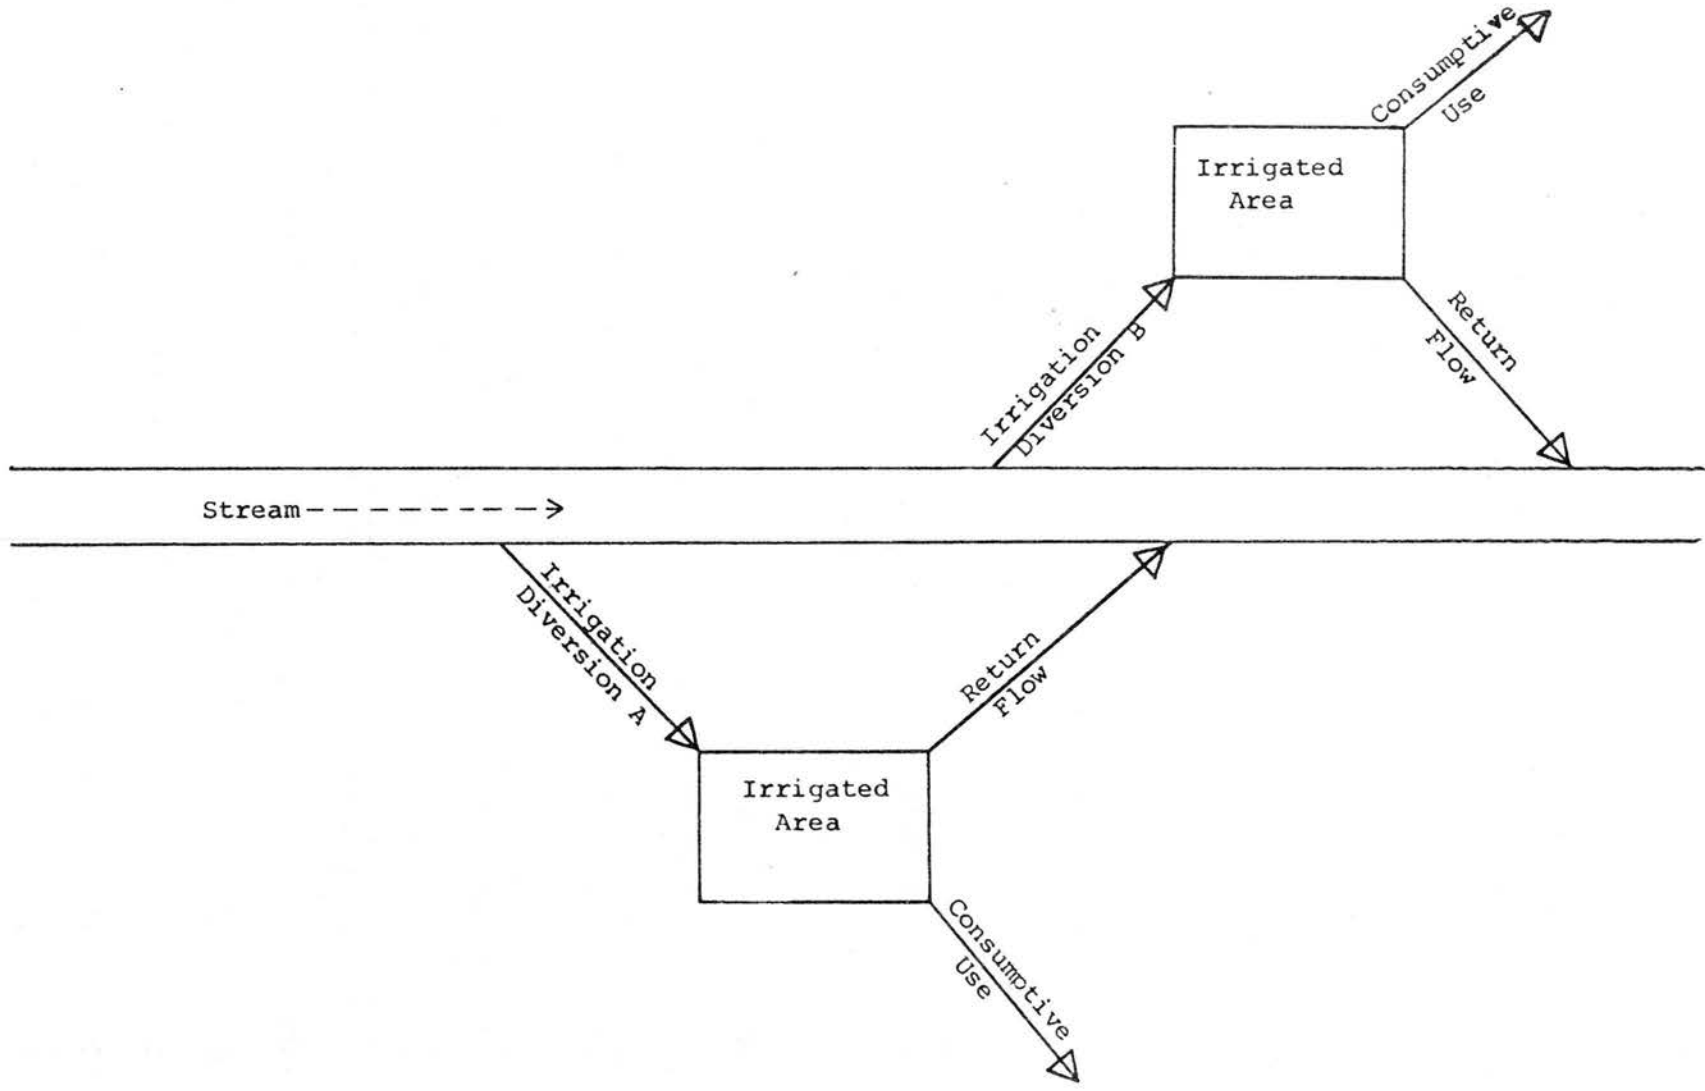 Consumptive
Use
Irrigated
Area
Irrigation
Diversion B
Return
Flow
Stream
Irrigation
Diversion A
Return
Flow
Irrigated
Area
Consumptive
Use